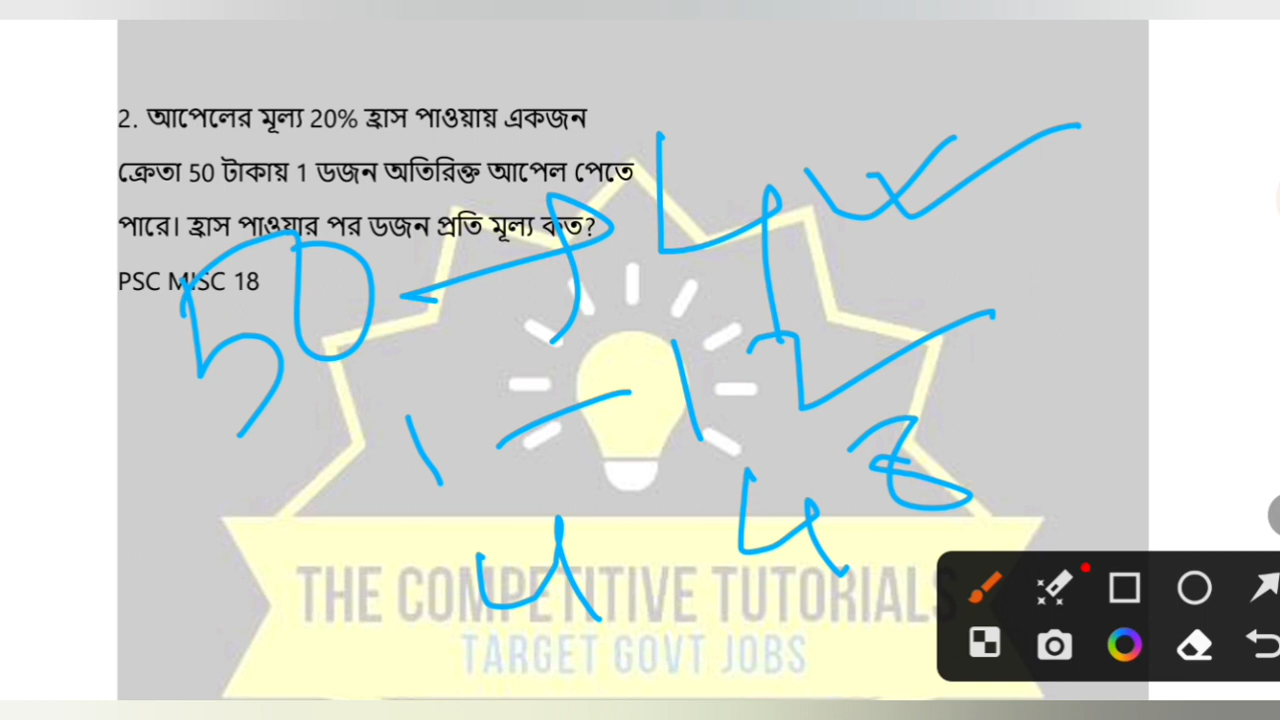 2. আপেলের মূল্য 20% হ্রাস পাওয়ায় একজন
ক্রেতা 50 টাকায় 1 ডজন অতিরিক্ত আপেল পেতে
পারে। হ্রাস পাওয়ার পর ডজন প্রতি মূল্য কত?
PSC MISC 18
50
THE COMPETITIVE TUTORIALS
TARGET GOVT JOBS